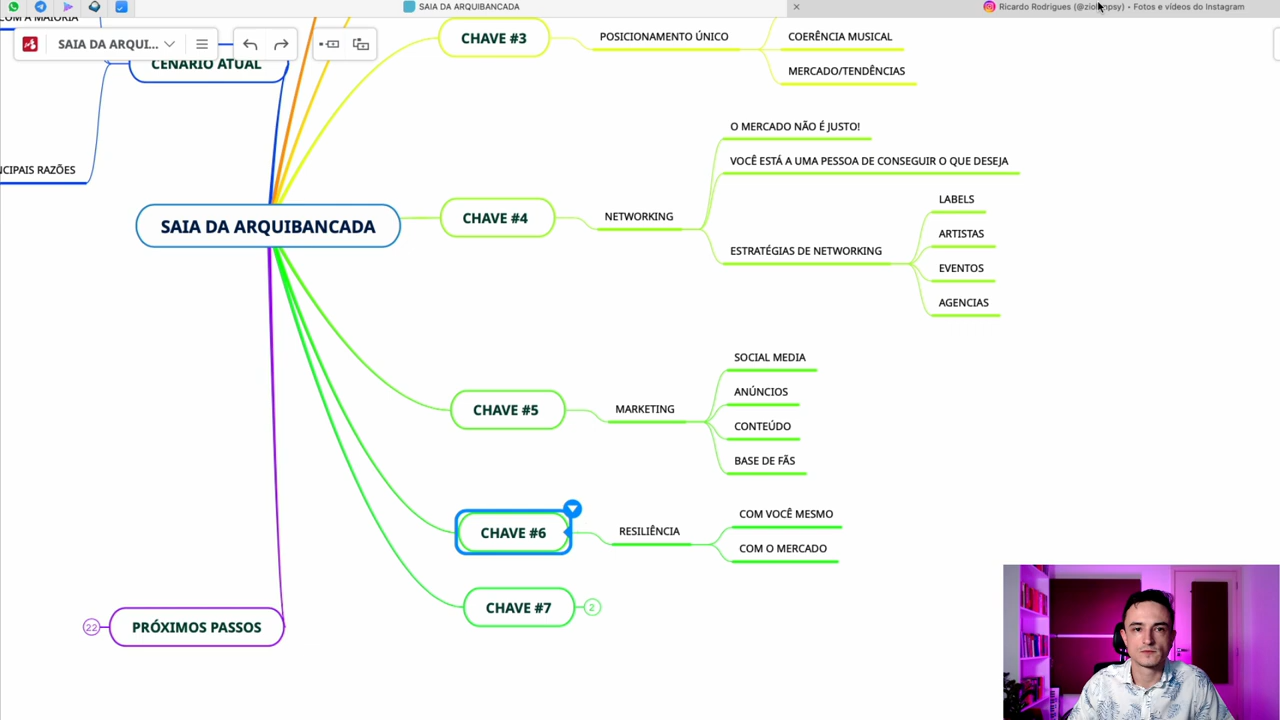 SAIA DA ARQUIBANCADA
Ricardo Rodrigues
• Fotos e vídeos do Instagram
COM A MAIORIA
SAIA DA ARQUI...
CENÁRIO ATUAL
CHAVE #3
POSICIONAMENTO ÚNICO
COERÊNCIA MUSICAL
MERCADO/TENDÊNCIAS
NCIPAIS RAZÕES
SAIA DA ARQUIBANCADA
CHAVE #4
NETWORKING
O MERCADO NÃO É JUSTO!
VOCÊ ESTÁ A UMA PESSOA DE CONSEGUIR O QUE DESEJA
ESTRATÉGIAS DE NETWORKING
LABELS
ARTISTAS
EVENTOS
AGENCIAS
CHAVE #5
MARKETING
SOCIAL MEDIA
ANÚNCIOS
CONTEÚDO
BASE DE FÃS
CHAVE #6
RESILIÊNCIA
COM VOCÊ MESMO
COM O MERCADO
CHAVE #7
2
22
PRÓXIMOS PASSOS